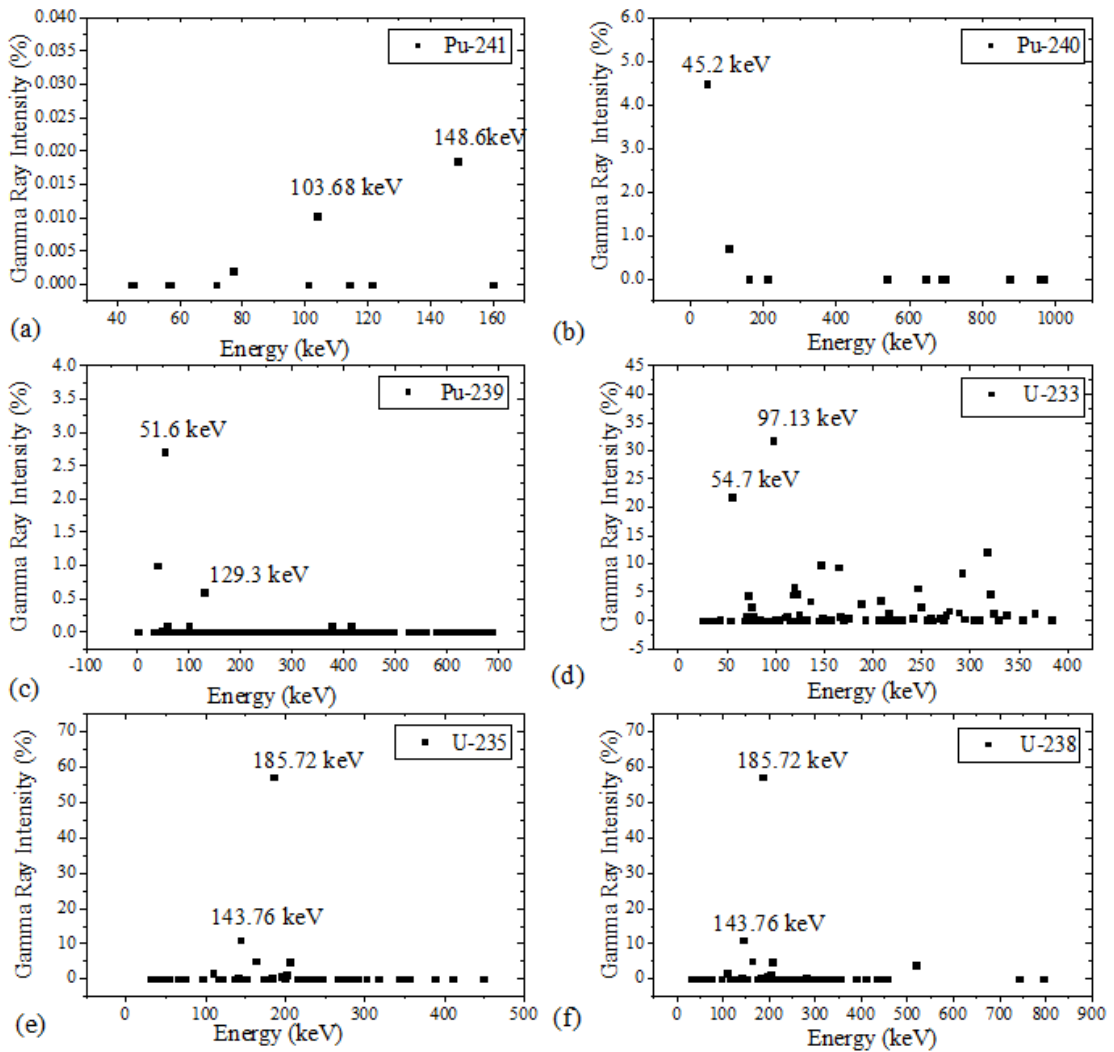 0.040
0.035
0.030
0.025
0.020
0.015
0.010
0.005
0.000
Gamma Ray Intensity (%)
Pu-241
148.6keV
103.68 keV
40 60 80 100 120 140 160
Energy (keV)
(a)
6.0
5.0
4.0
3.0
2.0
1.0
0.0
Gamma Ray Intensity (%)
Pu-240
45.2 keV
0 200 400 600 800 1000
Energy (keV)
(b)
4.0
3.5
3.0
2.5
2.0
1.5
1.0
0.5
0.0
Gamma Ray Intensity (%)
Pu-239
51.6 keV
129.3 keV
-100 0 100 200 300 400 500 600 700
Energy (keV)
(c)
45
40
35
30
25
20
15
10
5
0
-5
Gamma Ray Intensity (%)
U-233
97.13 keV
54.7 keV
0 50 100 150 200 250 300 350 400
Energy (keV)
(d)
70
60
50
40
30
20
10
0
Gamma Ray Intensity (%)
U-235
185.72 keV
143.76 keV
0 100 200 300 400 500
Energy (keV)
(e)
70
60
50
40
30
20
10
0
Gamma Ray Intensity (%)
U-238
185.72 keV
143.76 keV
0 100 200 300 400 500 600 700 800 900
Energy (keV)
(f)